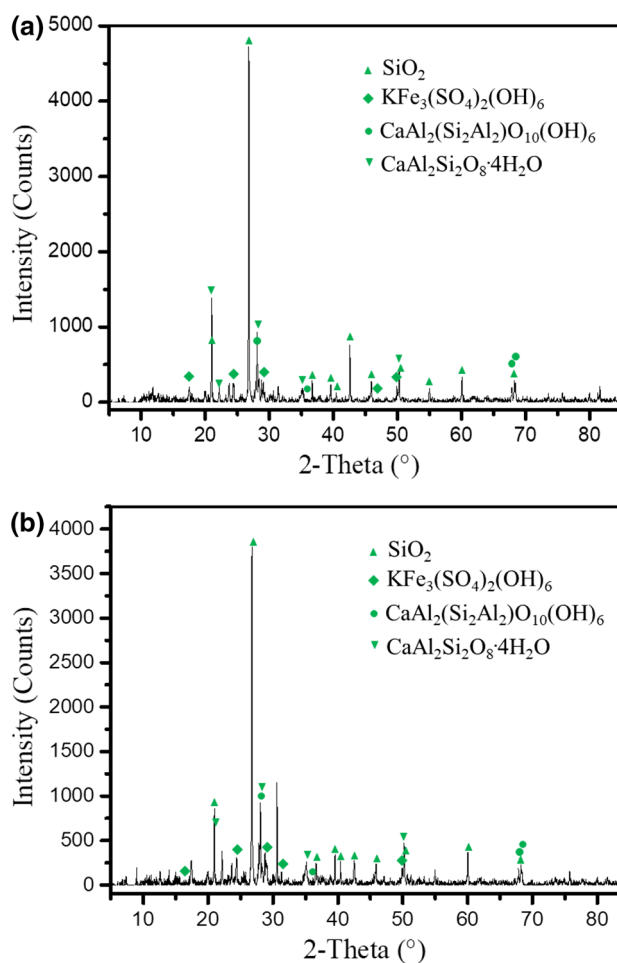 (a)
5000
4000
3000
2000
1000
0
Intensity (Counts)
SiO₂
KFe₃(SO₄)₂(OH)₆
CaAl₂(Si₂Al₂)O₁₀(OH)₆
CaAl₂Si₂O₈·4H₂O
10 20 30 40 50 60 70 80
2-Theta (°)
(b)
4000
3750
3500
3000
2500
2000
1500
1000
500
0
Intensity (Counts)
SiO₂
KFe₃(SO₄)₂(OH)₆
CaAl₂(Si₂Al₂)O₁₀(OH)₆
CaAl₂Si₂O₈·4H₂O
10 20 30 40 50 60 70 80
2-Theta (°)